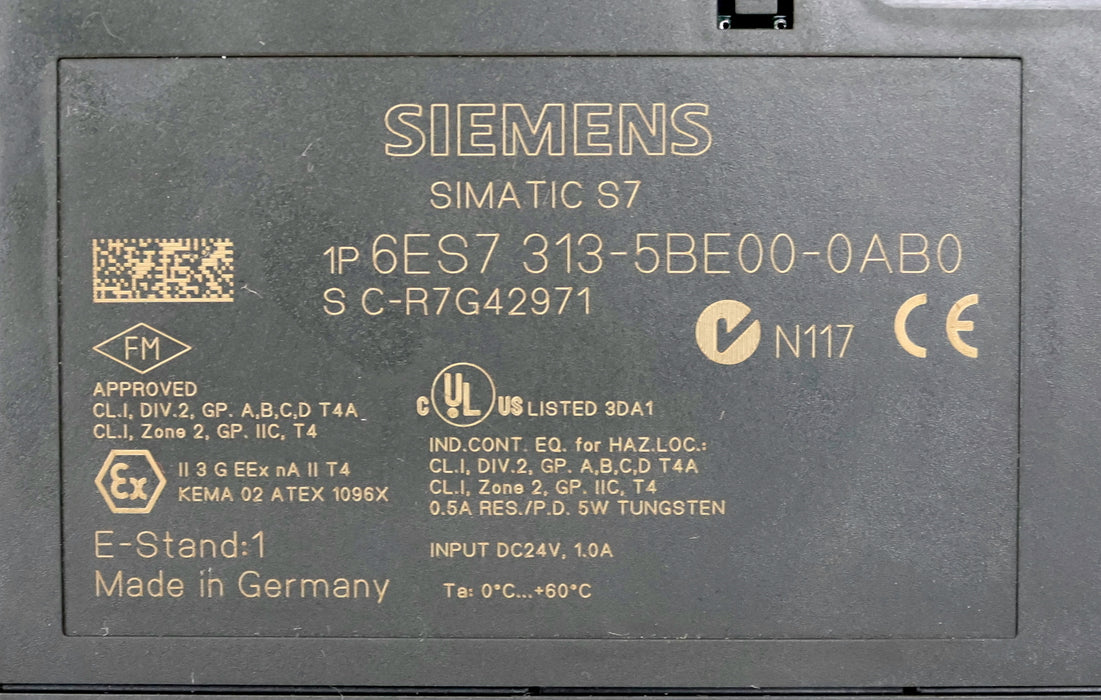 SIEMENS
SIMATIC S7
1P 6ES7 313-5BE00-0AB0
S C-R7G42971
N117 CE
FM
APPROVED
CL.I, DIV.2, GP. A,B,C,D T4A
CL.I, Zone 2, GP. IIC, T4
Ex
II 3 G EEx nA II T4
KEMA 02 ATEX 1096X
E-Stand:1
Made in Germany
C UL US LISTED 3DA1
IND.CONT. EQ. for HAZ.LOC.:
CL.I, DIV.2, GP. A,B,C,D T4A
CL.I, Zone 2, GP. IIC, T4
0.5A RES./P.D. 5W TUNGSTEN
INPUT DC24V, 1.0A
Ta: 0°C...+60°C